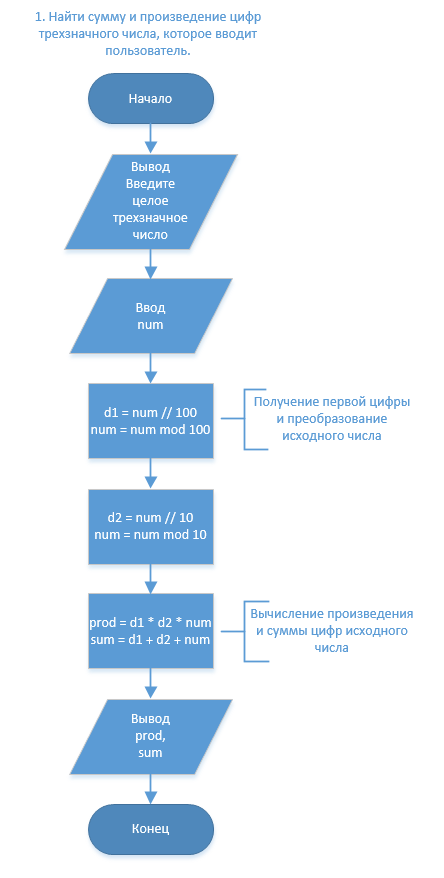 1. Найти сумму и произведение цифр
трехзначного числа, которое вводит
пользователь.
Начало
Вывод
Введите
целое
трехзначное
число
Ввод
num
d1 = num // 100
num = num mod 100
Получение первой цифры
и преобразование
исходного числа
d2 = num // 10
num = num mod 10
prod = d1 * d2 * num
sum = d1 + d2 + num
Вычисление произведения
и суммы цифр исходного
числа
Вывод
prod,
sum
Конец